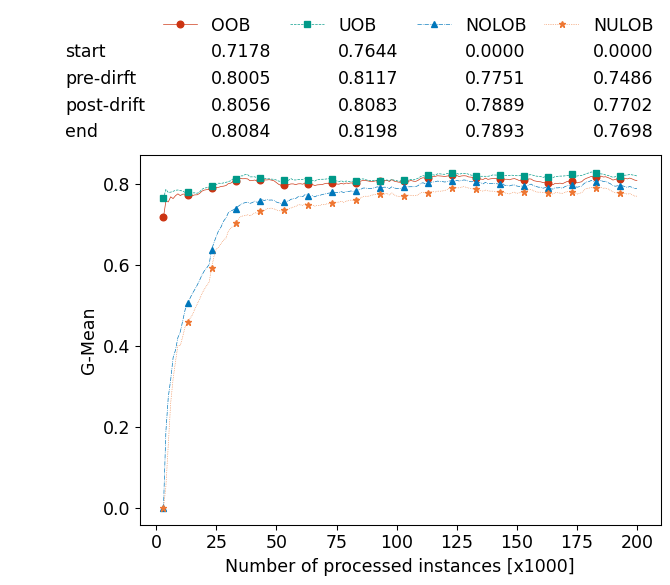 OOB UOB NOLOB NULOB
start 0.7178 0.7644 0.0000 0.0000
pre-dirft 0.8005 0.8117 0.7751 0.7486
post-drift 0.8056 0.8083 0.7889 0.7702
end 0.8084 0.8198 0.7893 0.7698
0.8
0.6
0.4
0.2
0.0
G-Mean
0 25 50 75 100 125 150 175 200
Number of processed instances [x1000]